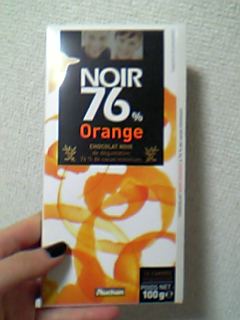 NOIR
76%
Orange
CHOCOLAT NOIR
de dégustation
76% de cacao minimum
Auchan
POIDS NET
100g e